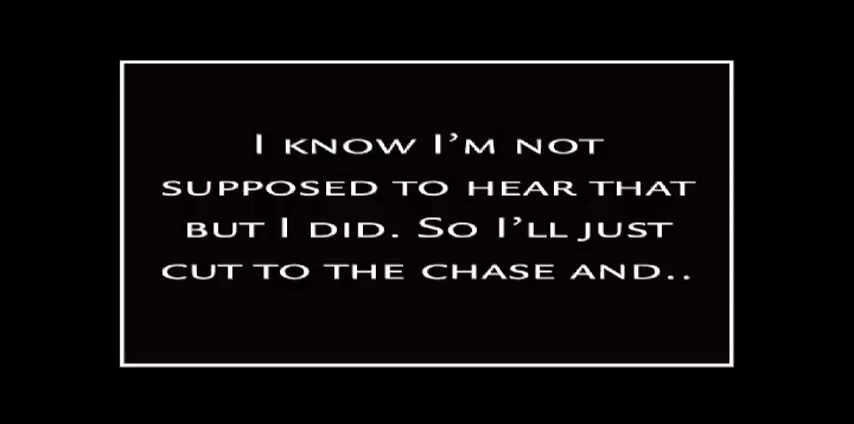 I know I'm not
supposed to hear that
but I did. So I'll just
cut to the chase and..